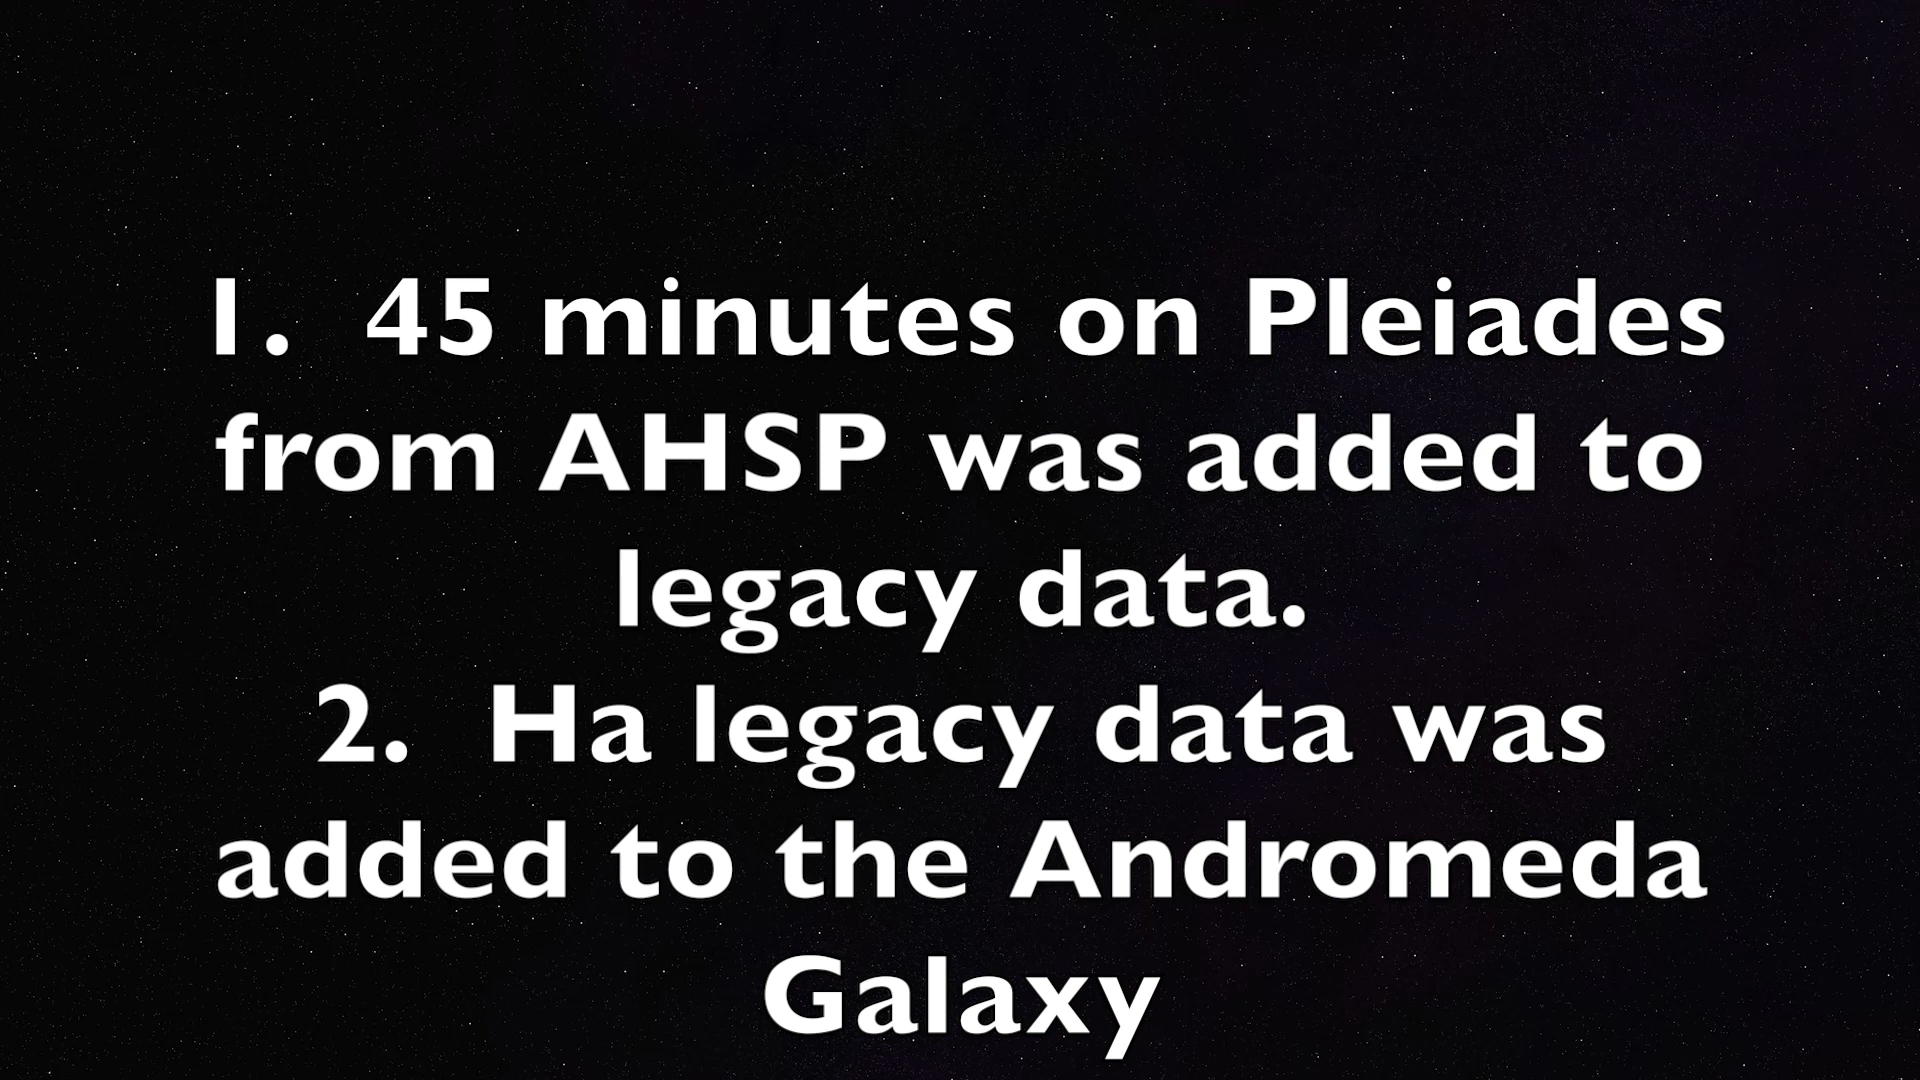 1.  45 minutes on Pleiades
from AHSP was added to
legacy data.
2.  Ha legacy data was
added to the Andromeda
Galaxy